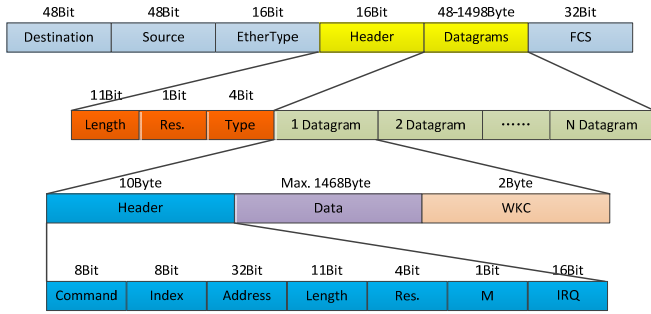 48Bit 48Bit 16Bit 16Bit 48-1498Byte 32Bit
Destination Source EtherType Header Datagrams FCS
11Bit 1Bit 4Bit
Length Res. Type 1 Datagram 2 Datagram …… N Datagram
10Byte Max. 1468Byte 2Byte
Header Data WKC
8Bit 8Bit 32Bit 11Bit 4Bit 1Bit 16Bit
Command Index Address Length Res. M IRQ